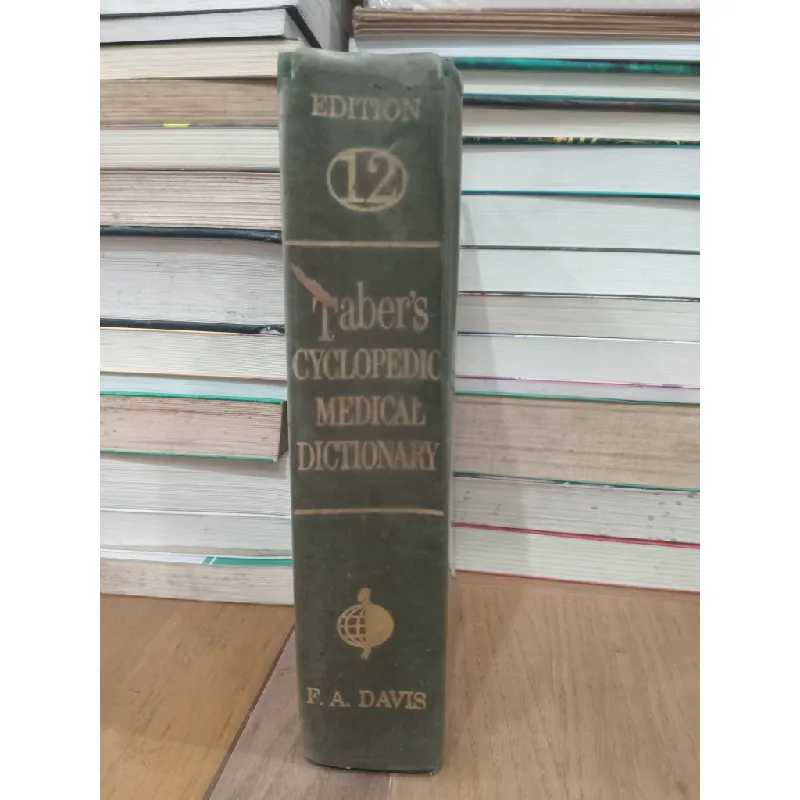 EDITION
12
Taber's
CYCLOPEDIC
MEDICAL
DICTIONARY
F. A. DAVIS